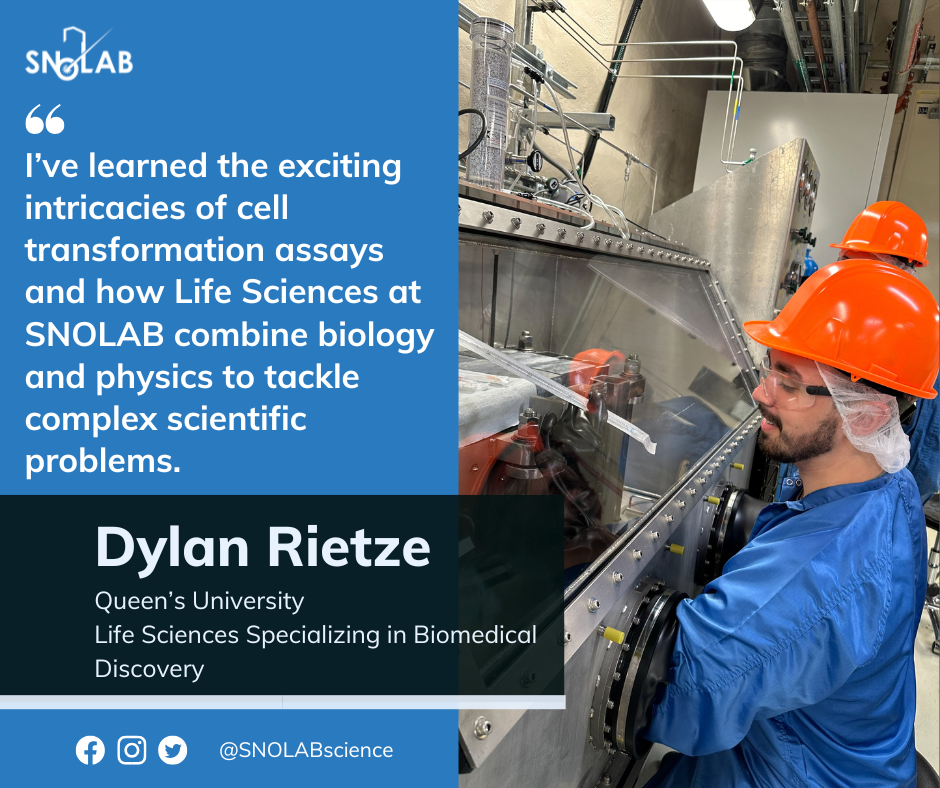 SNOLAB
I’ve learned the exciting
intricacies of cell
transformation assays
and how Life Sciences at
SNOLAB combine biology
and physics to tackle
complex scientific
problems.
Dylan Rietze
Queen’s University
Life Sciences Specializing in Biomedical
Discovery
@SNOLABscience